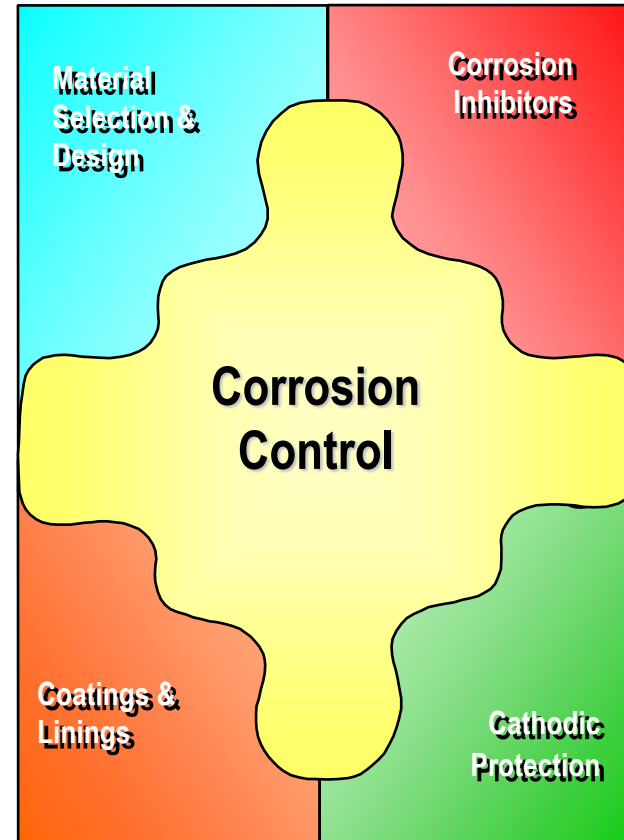 Material
Selection &
Design
Corrosion
Inhibitors
Corrosion
Control
Coatings &
Linings
Cathodic
Protection